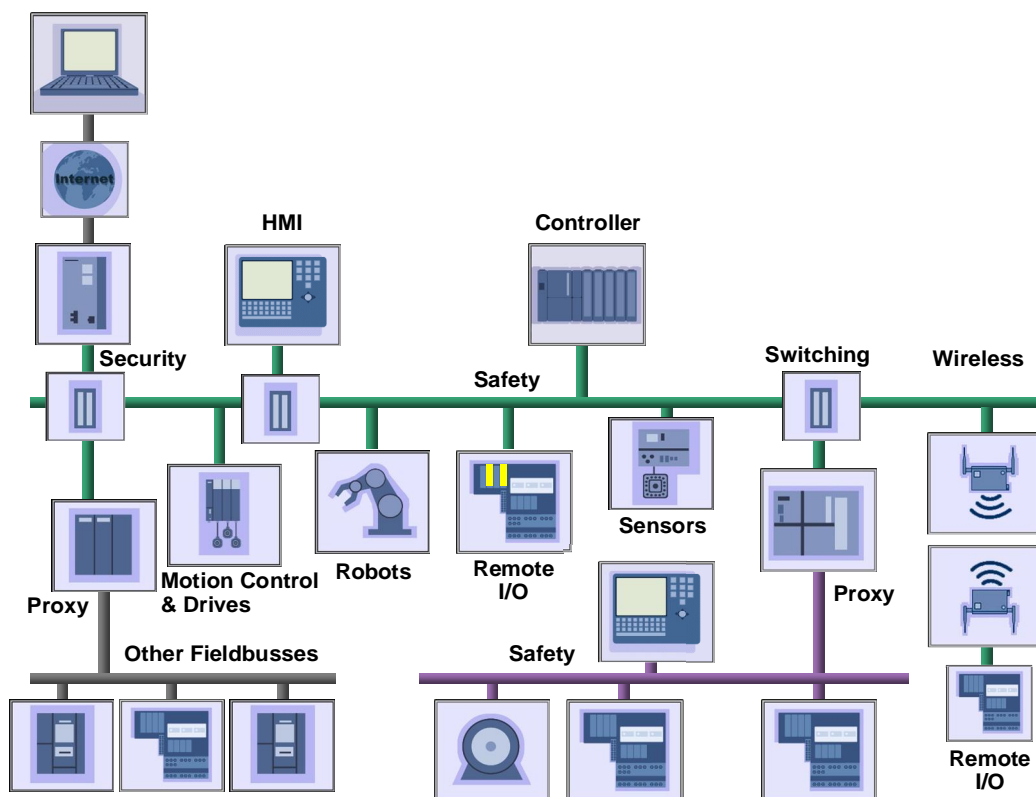 Internet
HMI
Controller
Security
Safety
Switching
Wireless
Sensors
Motion Control
& Drives
Robots
Remote
I/O
Proxy
Proxy
Other Fieldbusses
Safety
Remote
I/O